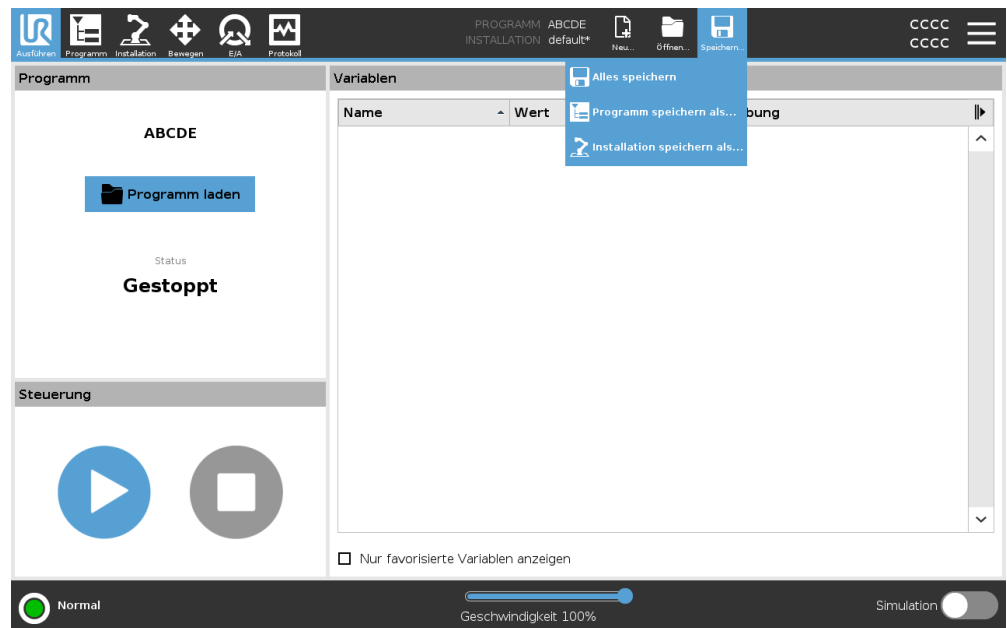 Ausführen Programm Installation Bewegen E/A Protokoll
PROGRAMM ABCDE
INSTALLATION default*
Neu... Öffnen... Speichern...
CCCC
CCCC
Alles speichern
Programm speichern als...
Installation speichern als...
Programm
ABCDE
Programm laden
Status
Gestoppt
Steuerung
Variablen
Name Wert bung
Nur favorisierte Variablen anzeigen
Normal
Geschwindigkeit 100%
Simulation